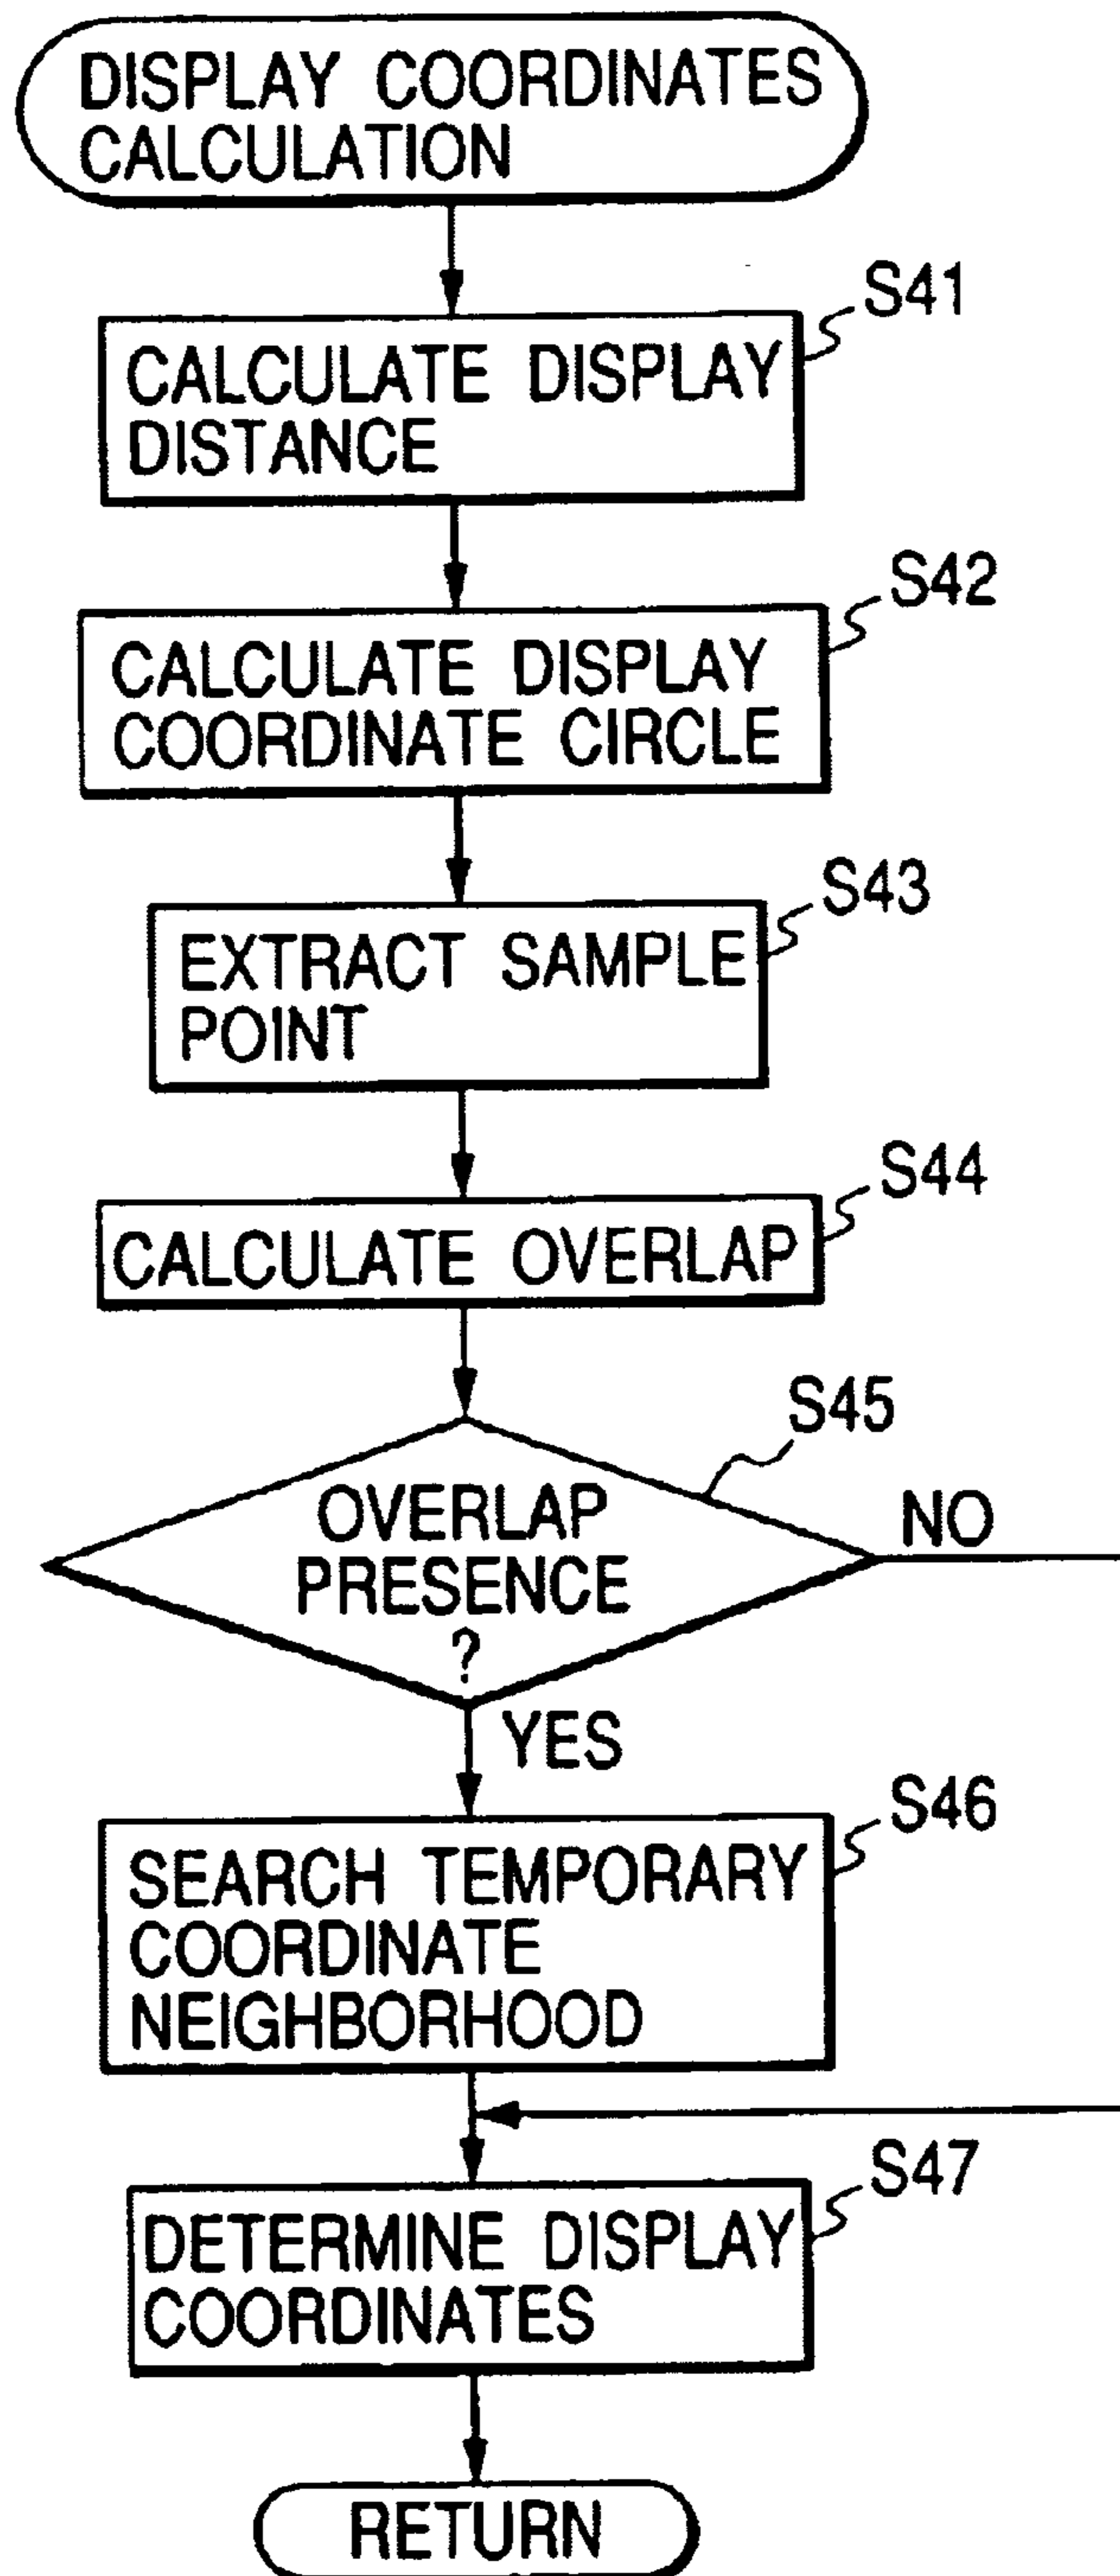 DISPLAY COORDINATES
CALCULATION
S41
CALCULATE DISPLAY
DISTANCE
S42
CALCULATE DISPLAY
COORDINATE CIRCLE
S43
EXTRACT SAMPLE
POINT
S44
CALCULATE OVERLAP
S45
OVERLAP
PRESENCE
?
NO
YES
S46
SEARCH TEMPORARY
COORDINATE
NEIGHBORHOOD
S47
DETERMINE DISPLAY
COORDINATES
RETURN